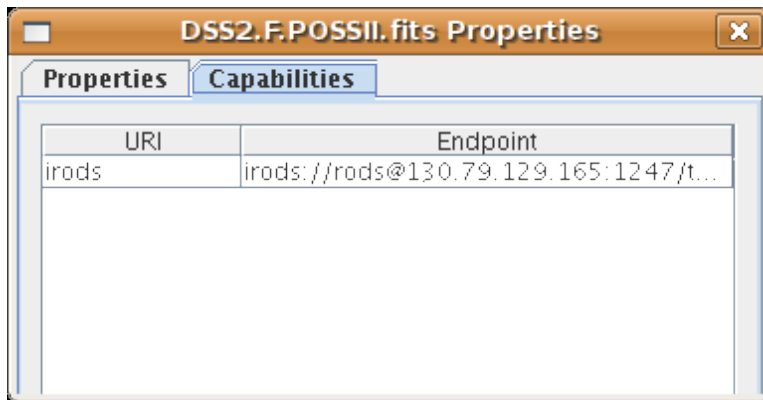 DSS2.F.POSSII.fits Properties
Properties Capabilities
URI Endpoint
irods irods://rods@130.79.129.165:1247/t...